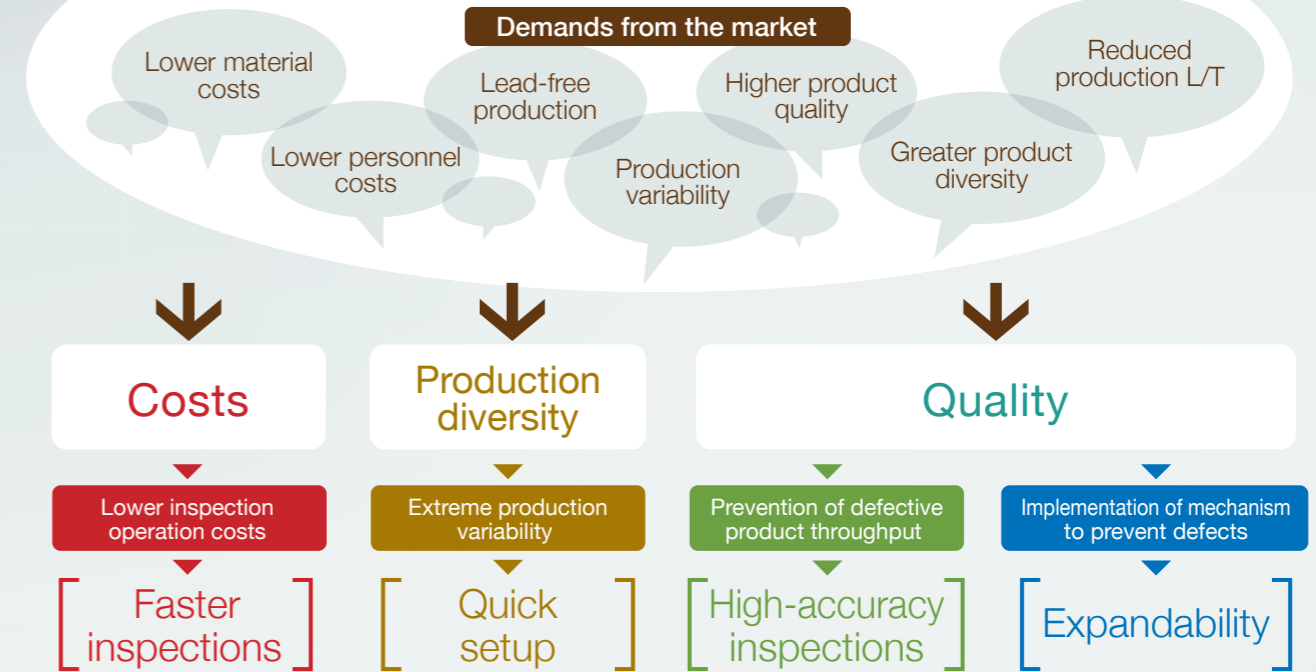 Demands from the market
Lower material
costs
Lead-free
production
Higher product
quality
Reduced
production L/T
Lower personnel
costs
Production
variability
Greater product
diversity
Costs
Production
diversity
Quality
Lower inspection
operation costs
Extreme production
variability
Prevention of defective
product throughput
Implementation of mechanism
to prevent defects
Faster
inspections
Quick
setup
High-accuracy
inspections
Expandability